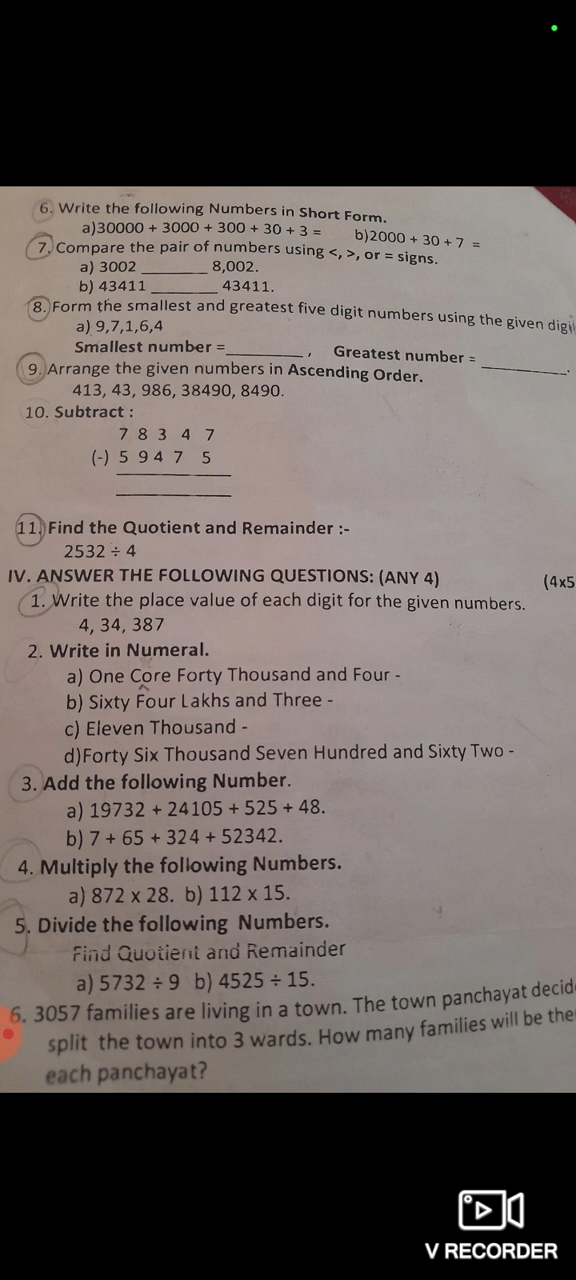 6. Write the following Numbers in Short Form.
a)30000 + 3000 + 300 + 30 + 3 = b)2000 + 30 + 7 =
7. Compare the pair of numbers using <, >, or = signs.
a) 3002 ________ 8,002.
b) 43411 ________ 43411.
8. Form the smallest and greatest five digit numbers using the given
a) 9,7,1,6,4
Smallest number =_________ , Greatest number = __________.
9. Arrange the given numbers in Ascending Order.
413, 43, 986, 38490, 8490.
10. Subtract :
7 8 3 4 7
(-) 5 9 4 7 5
11. Find the Quotient and Remainder :-
2532 ÷ 4
IV. ANSWER THE FOLLOWING QUESTIONS: (ANY 4) (4x5
1. Write the place value of each digit for the given numbers.
4, 34, 387
2. Write in Numeral.
a) One Core Forty Thousand and Four -
b) Sixty Four Lakhs and Three -
c) Eleven Thousand -
d)Forty Six Thousand Seven Hundred and Sixty Two -
3. Add the following Number.
a) 19732 + 24105 + 525 + 48.
b) 7 + 65 + 324 + 52342.
4. Multiply the following Numbers.
a) 872 x 28. b) 112 x 15.
5. Divide the following Numbers.
Find Quotient and Remainder
a) 5732 ÷ 9 b) 4525 ÷ 15.
6. 3057 families are living in a town. The town panchayat
split the town into 3 wards. How many families will be
each panchayat?
V RECORDER